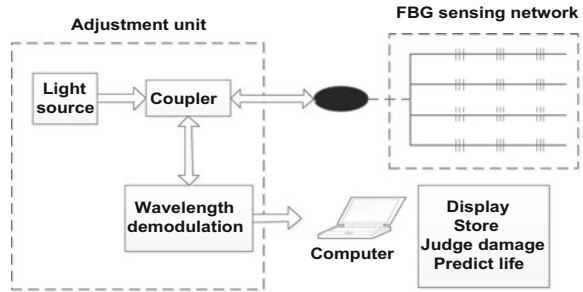 FBG sensing network
Adjustment unit
Light
source
Coupler
Wavelength
demodulation
Computer
Display
Store
Judge damage
Predict life